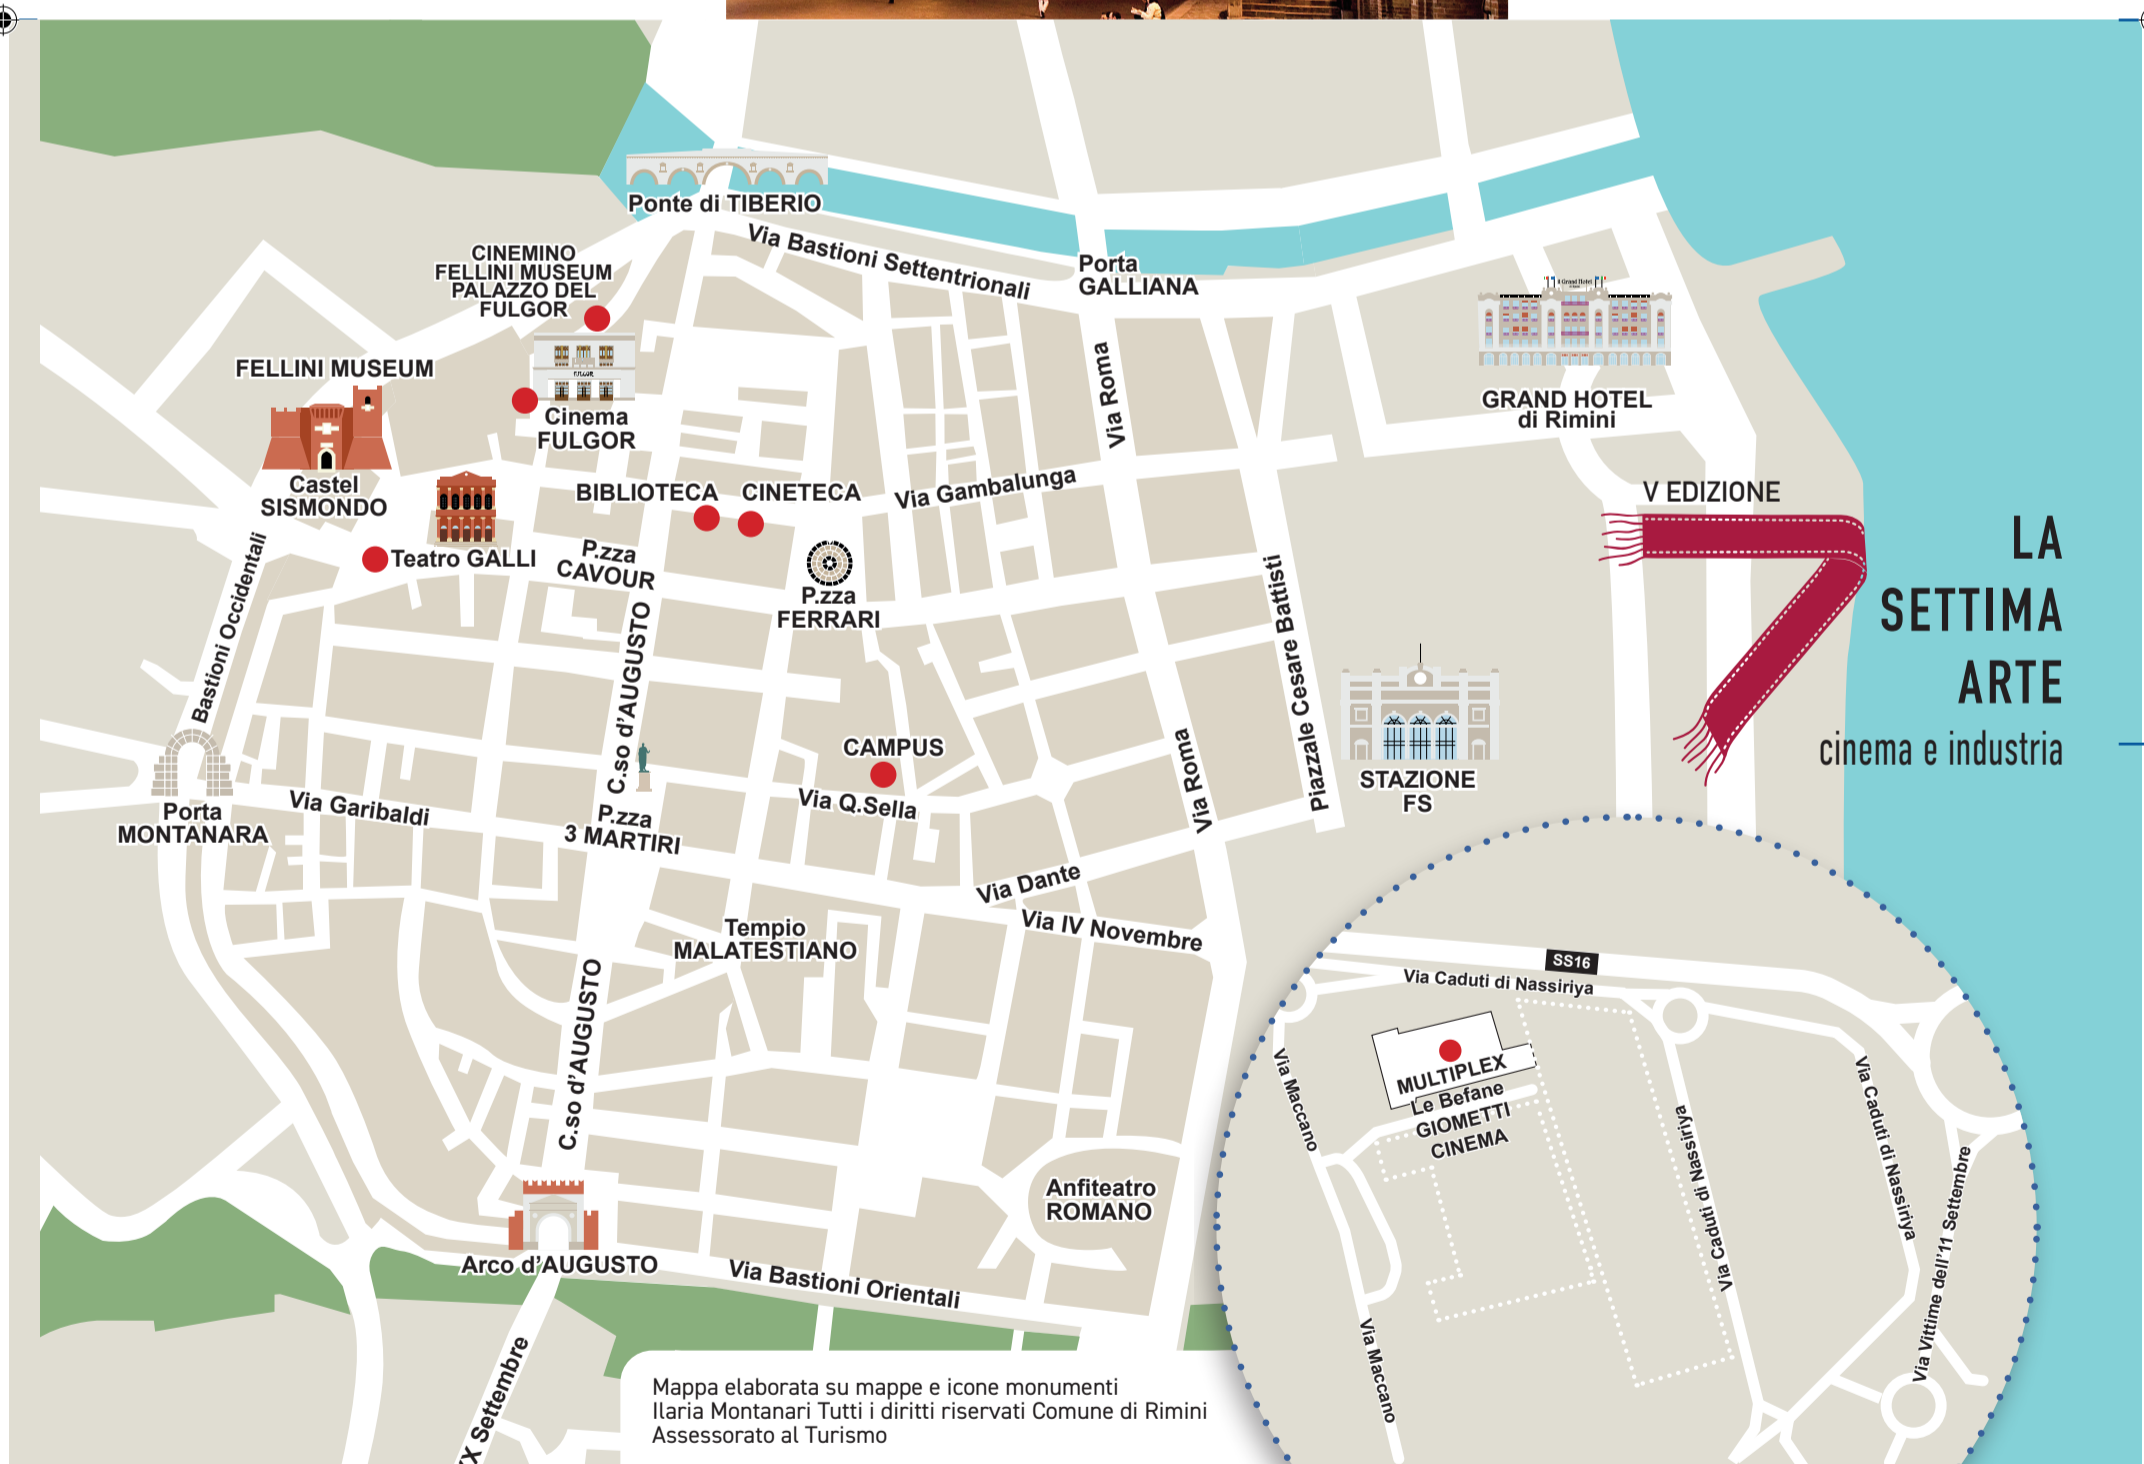 Ponte di TIBERIO
Via Bastioni Settentrionali
Porta
GALLIANA
CINEMINO
FELLINI MUSEUM
PALAZZO DEL
FULGOR
FULGOR
Cinema
FULGOR
FELLINI MUSEUM
Castel
SISMONDO
Teatro GALLI
BIBLIOTECA
CINETECA
Via Gambalunga
Via Roma
Grand Hotel
GRAND HOTEL
di Rimini
V EDIZIONE
LA
SETTIMA
ARTE
cinema e industria
P.zza
CAVOUR
P.zza
FERRARI
Bastioni Occidentali
C.so d'AUGUSTO
Piazzale Cesare Battisti
STAZIONE
FS
Porta
MONTANARA
Via Garibaldi
P.zza
3 MARTIRI
CAMPUS
Via Q.Sella
Via Roma
Via Dante
Via IV Novembre
Tempio
MALATESTIANO
C.so d'AUGUSTO
Anfiteatro
ROMANO
Arco d'AUGUSTO
Via Bastioni Orientali
XX Settembre
SS16
Via Caduti di Nassiriya
MULTIPLEX
Le Befane
GIOMETTI
CINEMA
Via Maccano
Via Maccano
Via Caduti di Nassiriya
Via Caduti di Nassiriya
Via Vittime dell'11 Settembre
Mappa elaborata su mappe e icone monumenti
Ilaria Montanari Tutti i diritti riservati Comune di Rimini
Assessorato al Turismo